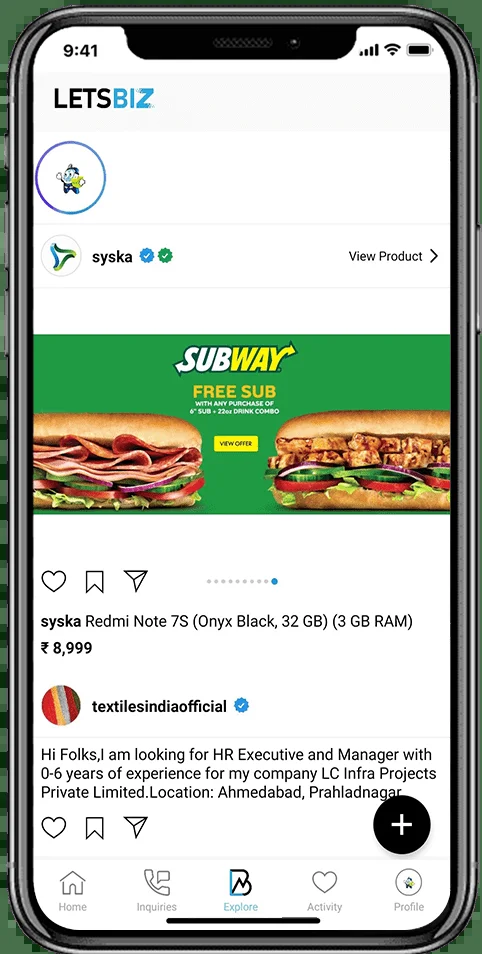 9:41
LETSBIZ
syska
View Product
SUBWAY
FREE SUB
WITH ANY PURCHASE OF
6" SUB + 22oz DRINK COMBO
VIEW OFFER
syska Redmi Note 7S (Onyx Black, 32 GB) (3 GB RAM)
₹ 8,999
textilesindiaofficial
Hi Folks,I am looking for HR Executive and Manager with
0-6 years of experience for my company LC Infra Projects
Private Limited.Location: Ahmedabad, Prahladnagar
Home
Inquiries
Explore
Activity
Profile